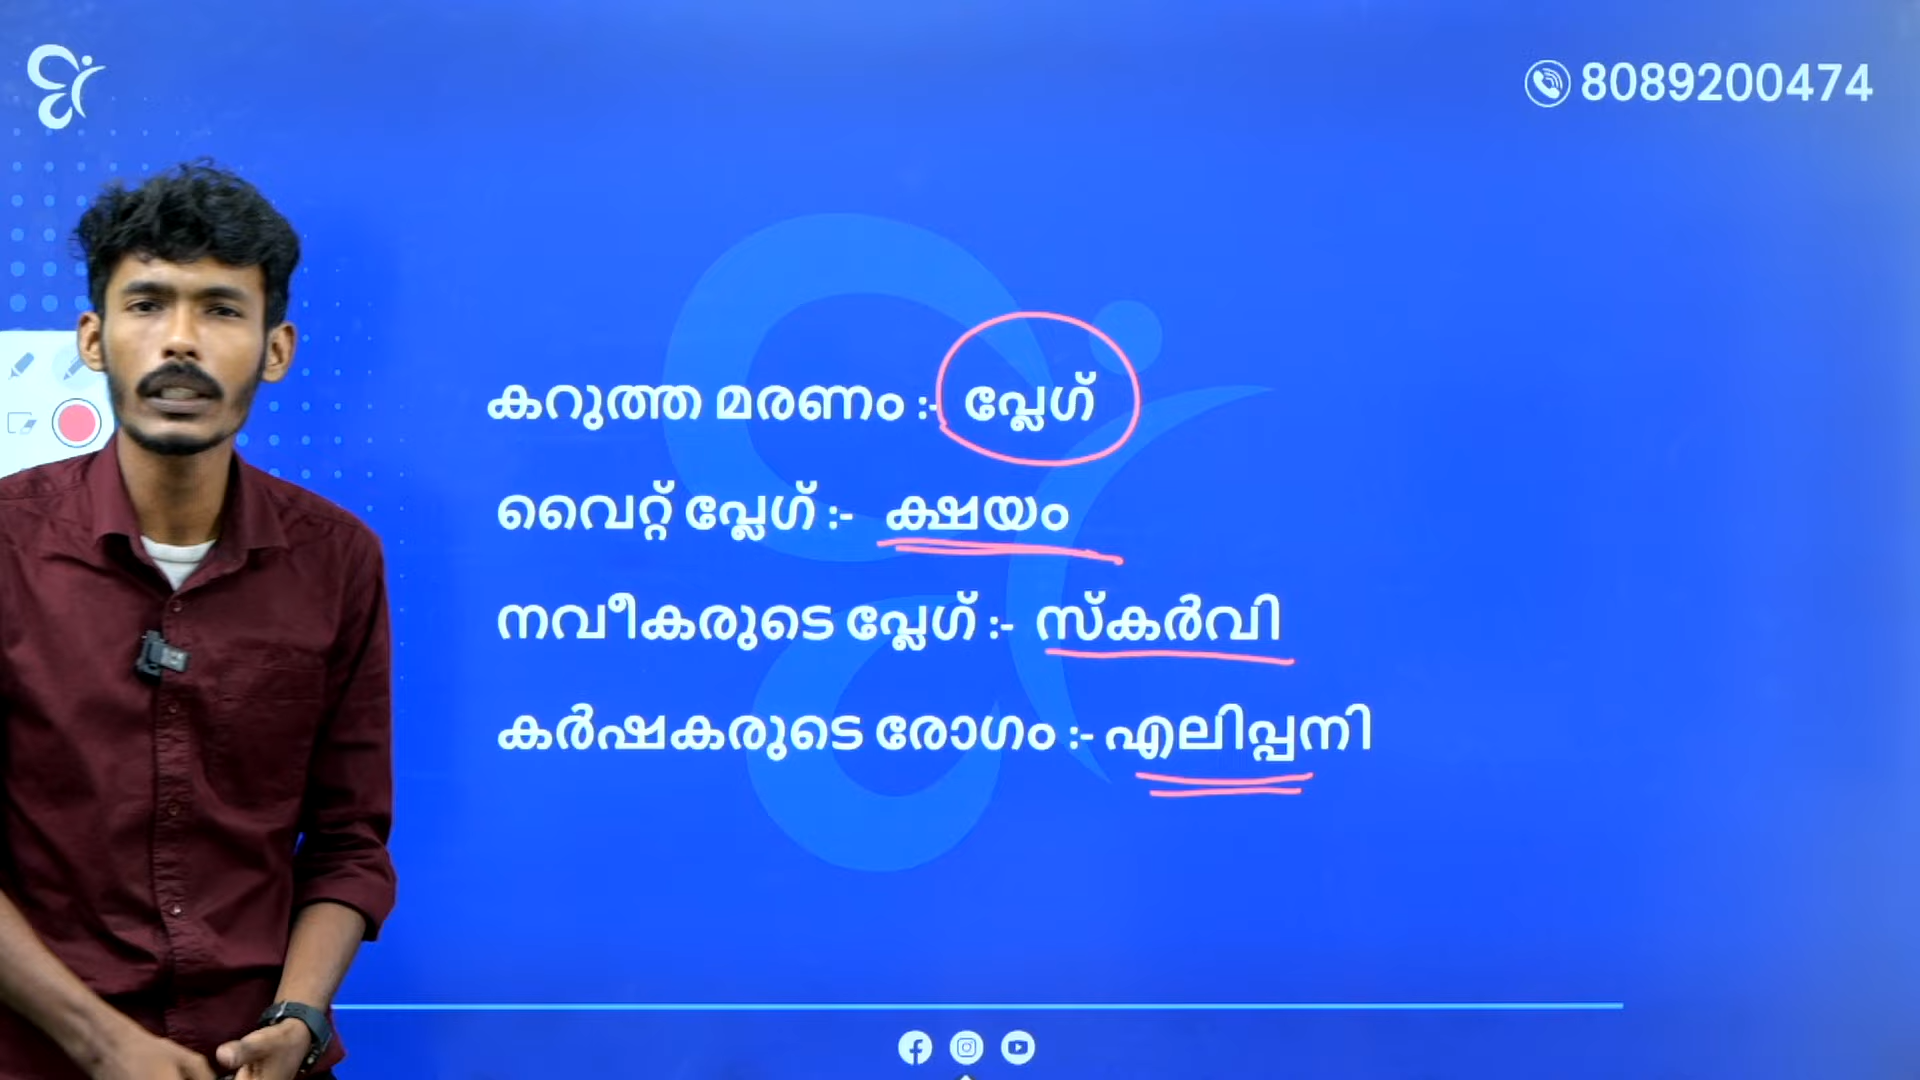 8089200474
കറുത്ത മരണം :- പ്ലേഗ്
വൈറ്റ് പ്ലേഗ് :- ക്ഷയം
നവീകരുടെ പ്ലേഗ് :- സ്കർവി
കർഷകരുടെ രോഗം :- എലിപ്പനി